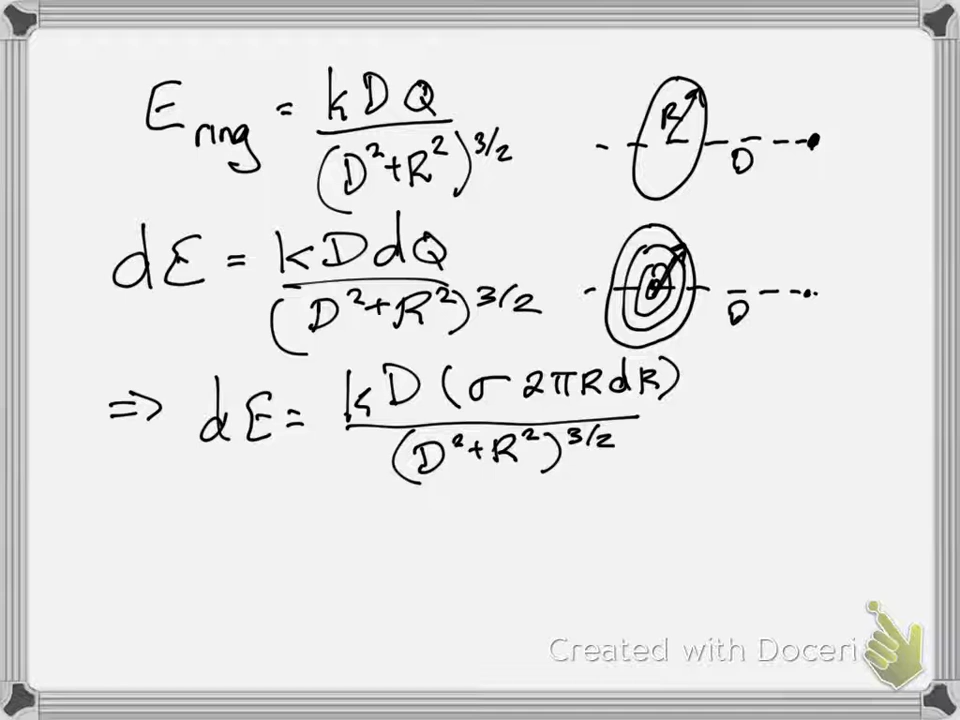 E_ring = kDQ / (D²+R²)^3/2
R
D
dE = kDdQ / (D²+R²)^3/2
D
=> dE = kD(σ2πRdR) / (D²+R²)^3/2
Created with Doceri